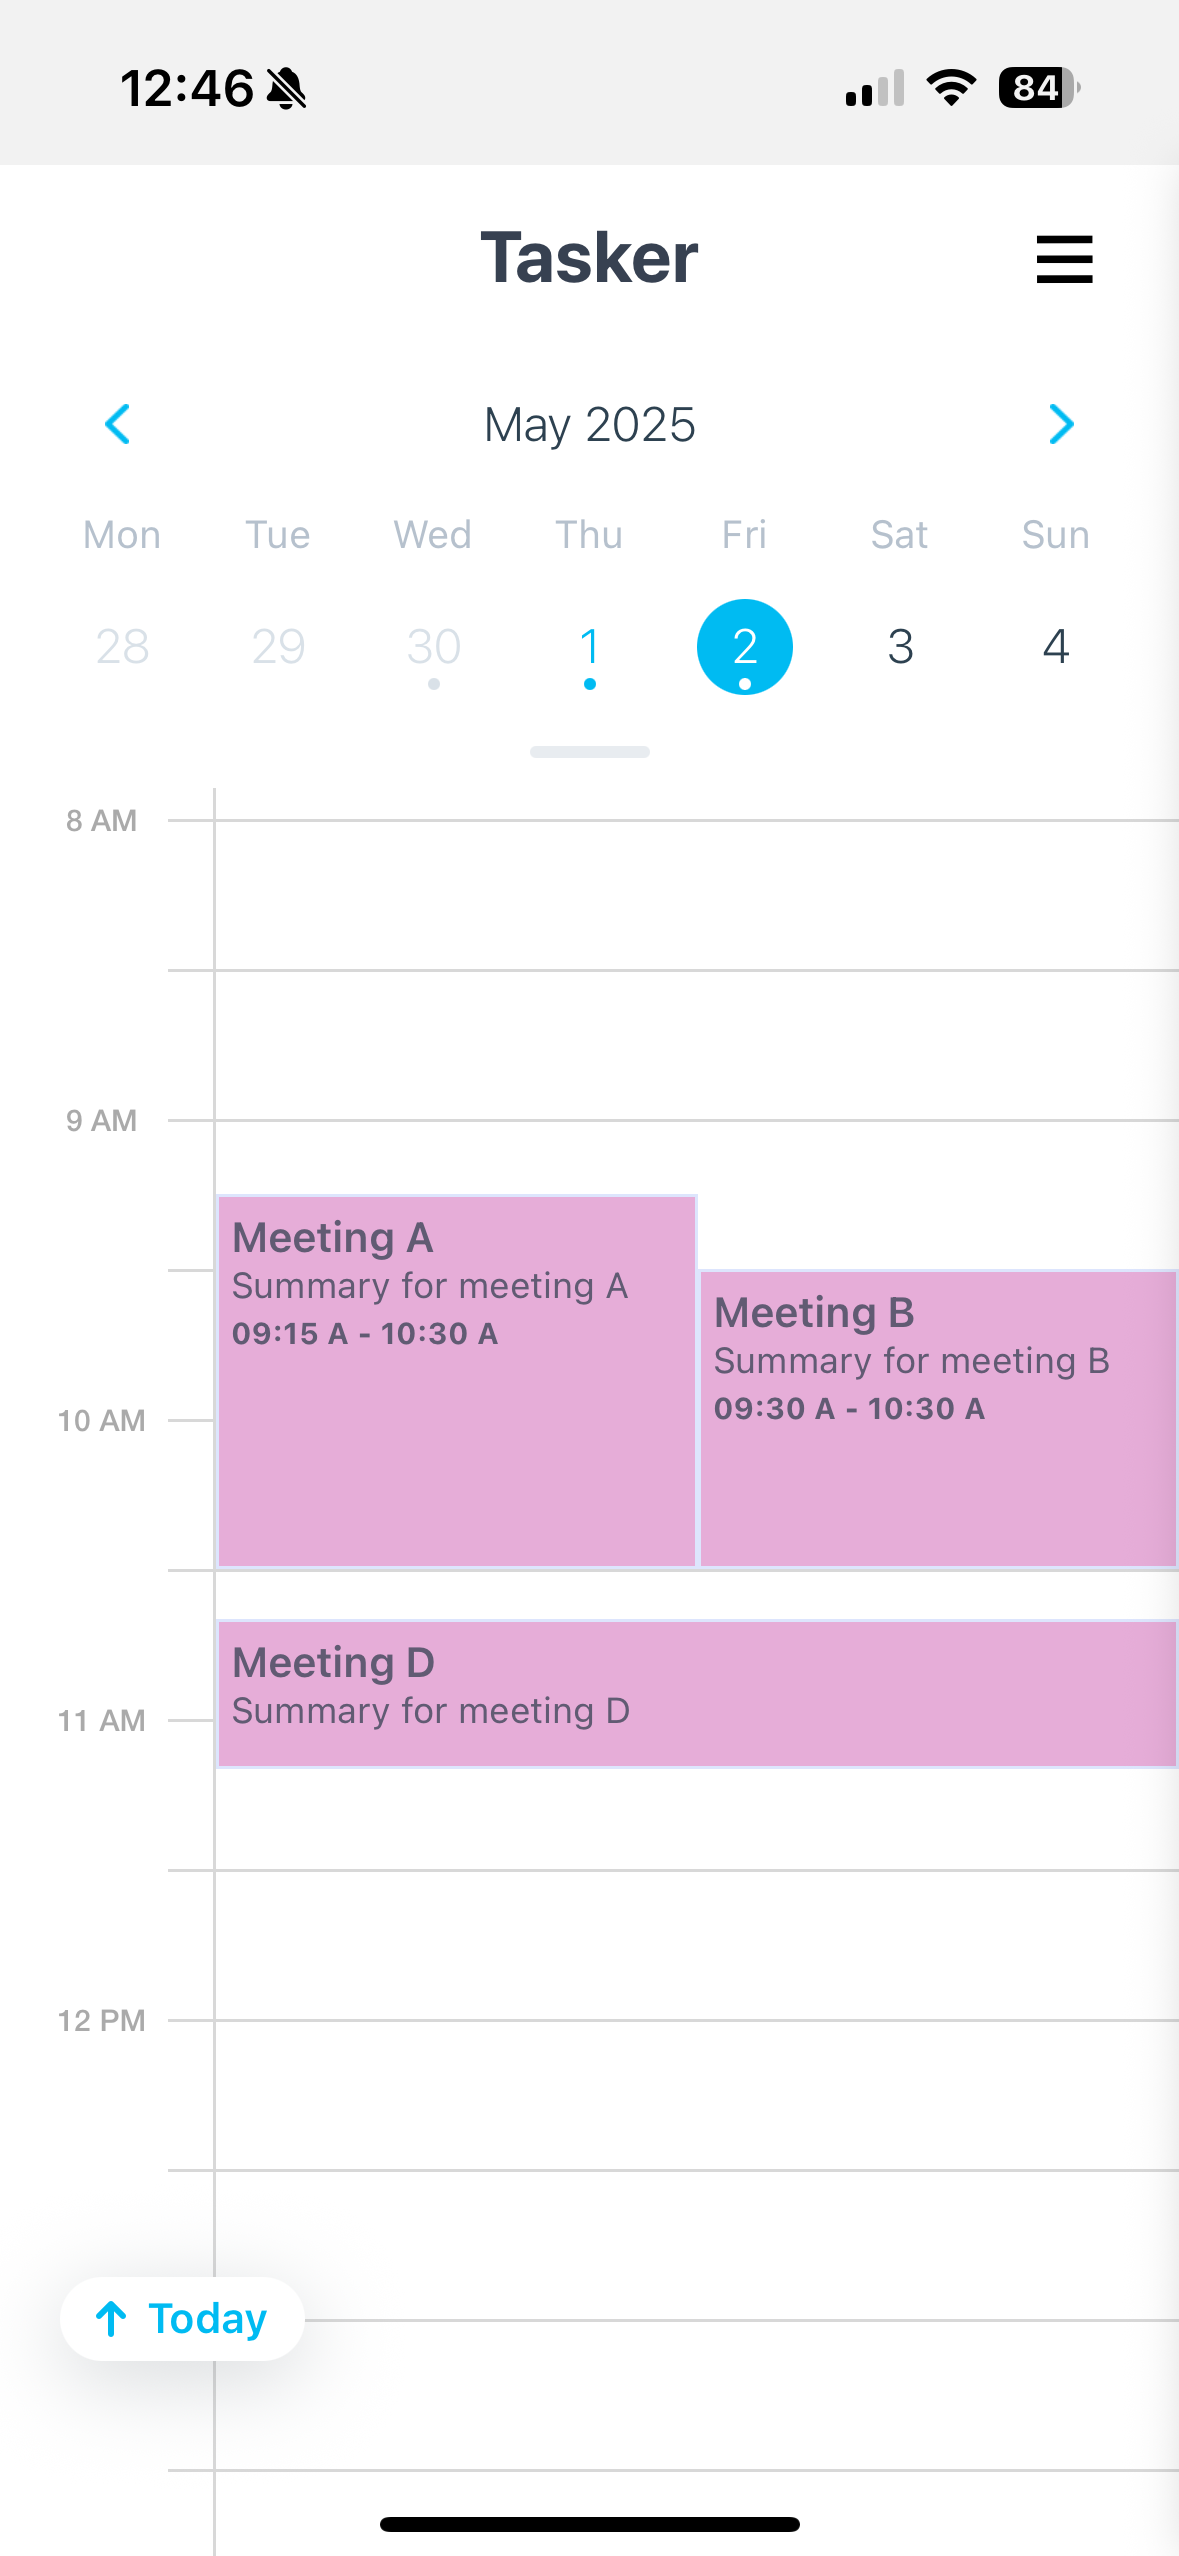 12:46
84
Tasker
May 2025
Mon Tue Wed Thu Fri Sat Sun
28 29 30 1 2 3 4
8 AM
9 AM
Meeting A
Summary for meeting A
09:15 A - 10:30 A
Meeting B
Summary for meeting B
09:30 A - 10:30 A
10 AM
Meeting D
Summary for meeting D
11 AM
12 PM
Today